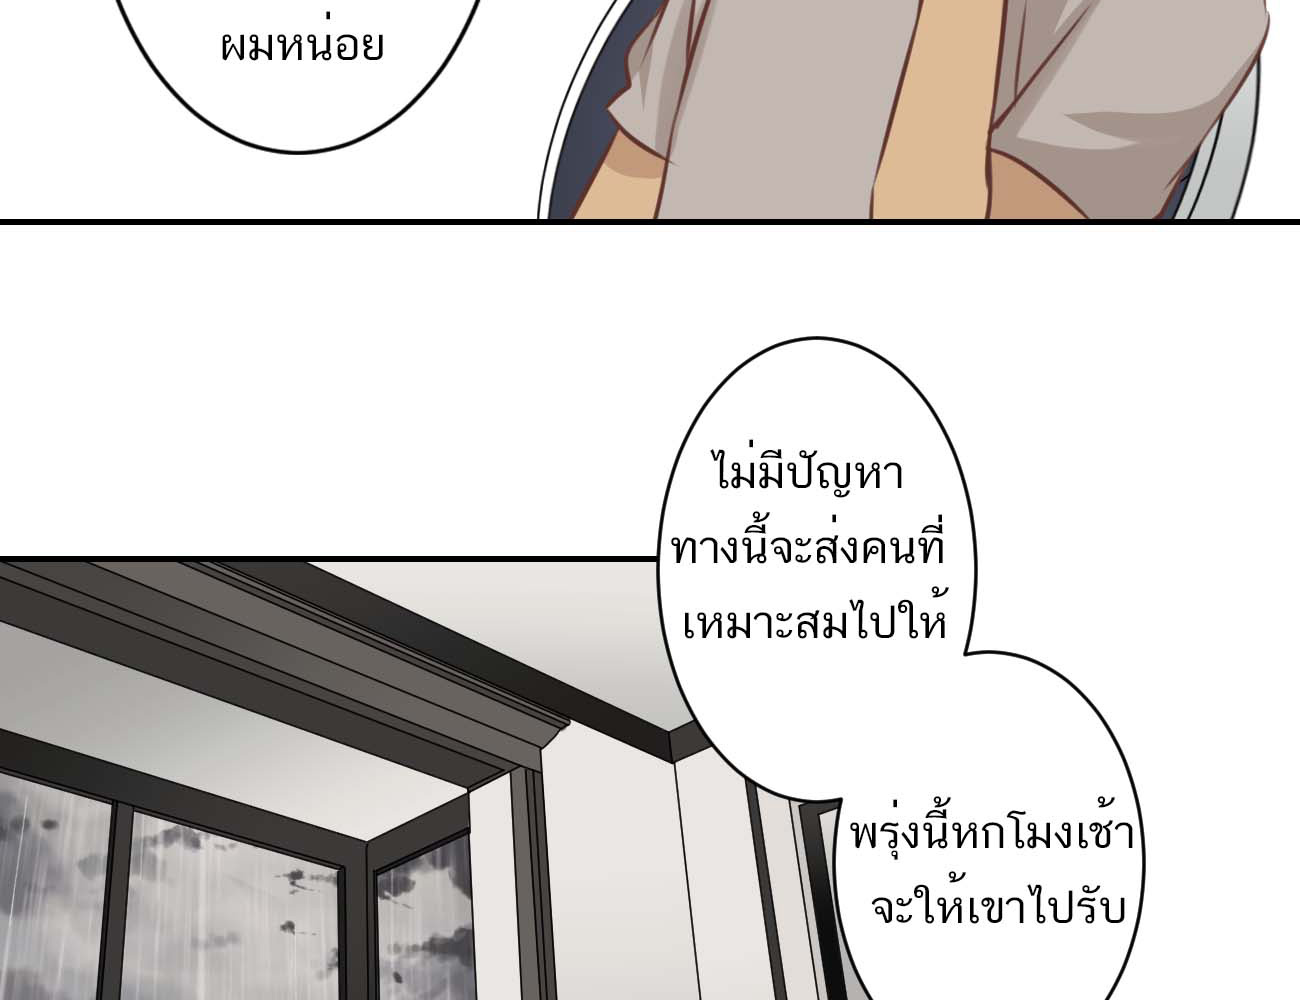 ผมหน่อย
ไม่มีปัญหา
ทางนี้จะส่งคนที่
เหมาะสมไปให้
พรุ่งนี้หกโมงเช้า
จะให้เขาไปรับ